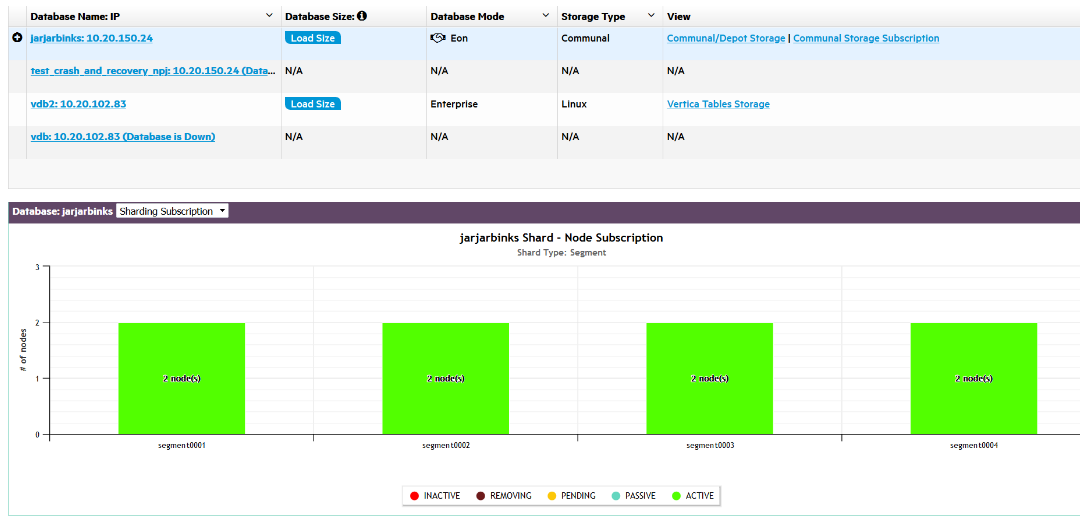 Database Name: IP Database Size: Database Mode Storage Type View
jarjarbinks: 10.20.150.24 Load Size Eon Communal Communal/Depot Storage | Communal Storage Subscription
test_crash_and_recovery_npj: 10.20.150.24 (Data... N/A N/A N/A N/A
vdb2: 10.20.102.83 Load Size Enterprise Linux Vertica Tables Storage
vdb: 10.20.102.83 (Database is Down) N/A N/A N/A N/A
Database: jarjarbinks Sharding Subscription
jarjarbinks Shard - Node Subscription
Shard Type: Segment
# of nodes
3
2
1
0
2 node(s) 2 node(s) 2 node(s) 2 node(s)
segment0001 segment0002 segment0003 segment0004
INACTIVE REMOVING PENDING PASSIVE ACTIVE